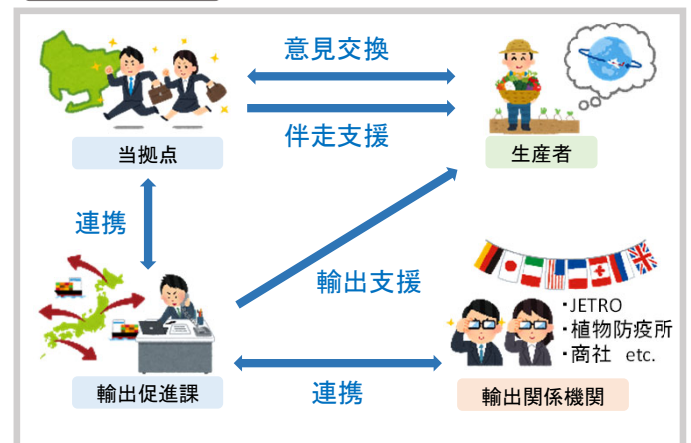 意見交換
伴走支援
当拠点
生産者
連携
輸出支援
・JETRO
・植物防疫所
・商社 etc.
輸出促進課
連携
輸出関係機関